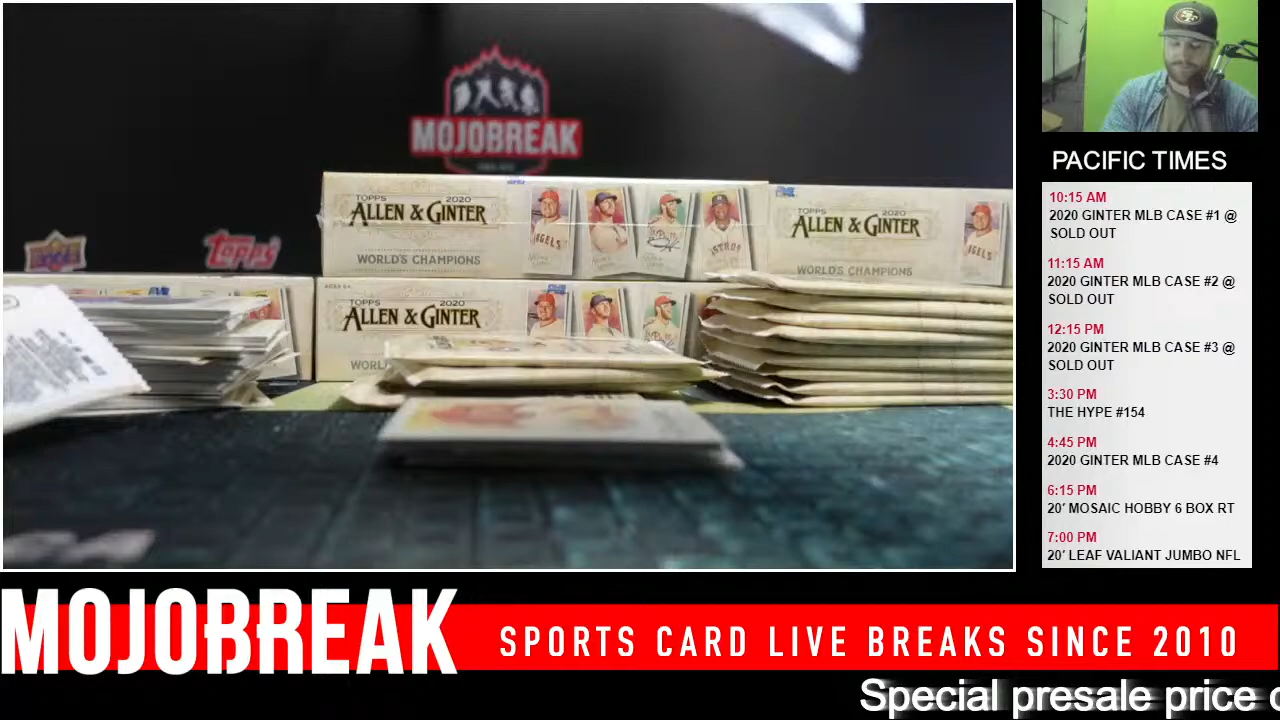 MOJOBREAK
TOPPS 2020
ALLEN & GINTER
WORLD'S CHAMPIONS
TOPPS 2020
ALLEN & GINTER
WORLD'S CHAMPIONS
topps
TOPPS 2020
ALLEN & GINTER
ANGELS
PACIFIC TIMES
10:15 AM
2020 GINTER MLB CASE #1 @
SOLD OUT
11:15 AM
2020 GINTER MLB CASE #2 @
SOLD OUT
12:15 PM
2020 GINTER MLB CASE #3 @
SOLD OUT
3:30 PM
THE HYPE #154
4:45 PM
2020 GINTER MLB CASE #4
6:15 PM
20' MOSAIC HOBBY 6 BOX RT
7:00 PM
20' LEAF VALIANT JUMBO NFL
MOJOBREAK
SPORTS CARD LIVE BREAKS SINCE 2010
Special presale price